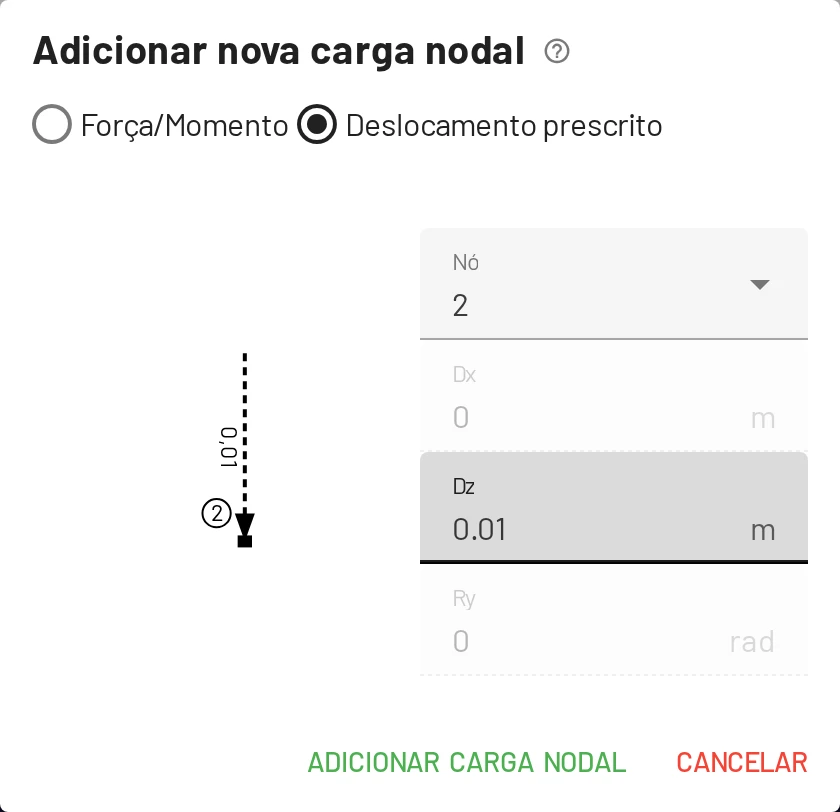 Adicionar nova carga nodal ?
Força/Momento Deslocamento prescrito
Nó
2
Dx
0 m
0,01
Dz
2
0.01 m
Ry
0 rad
ADICIONAR CARGA NODAL CANCELAR